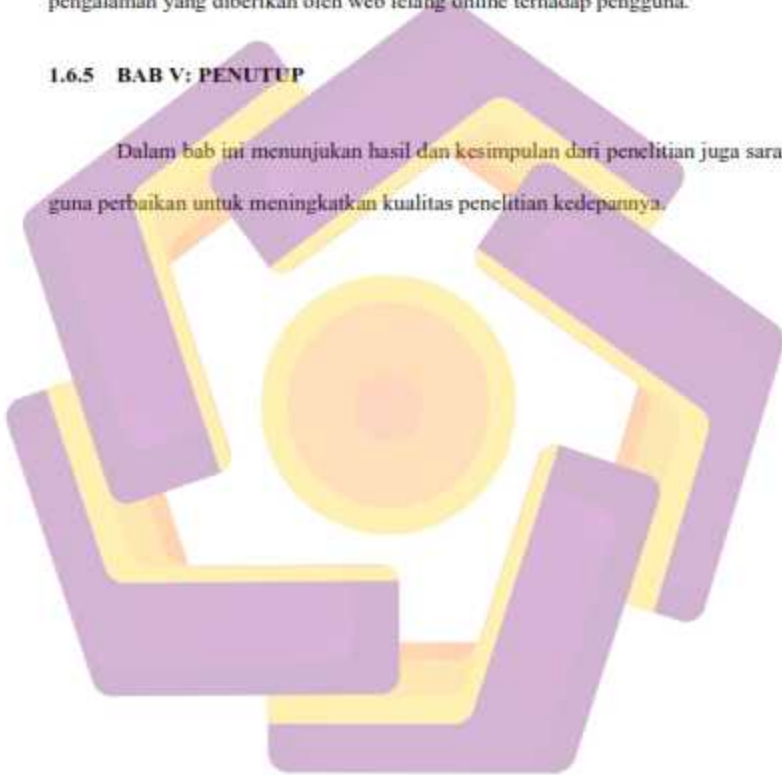 pengalaman yang diberikan oleh web lelang online terhadap pengguna.
1.6.5 BAB V: PENUTUP
Dalam bab ini menunjukan hasil dan kesimpulan dari penelitian juga sara
guna perbaikan untuk meningkatkan kualitas penelitian kedepannya.